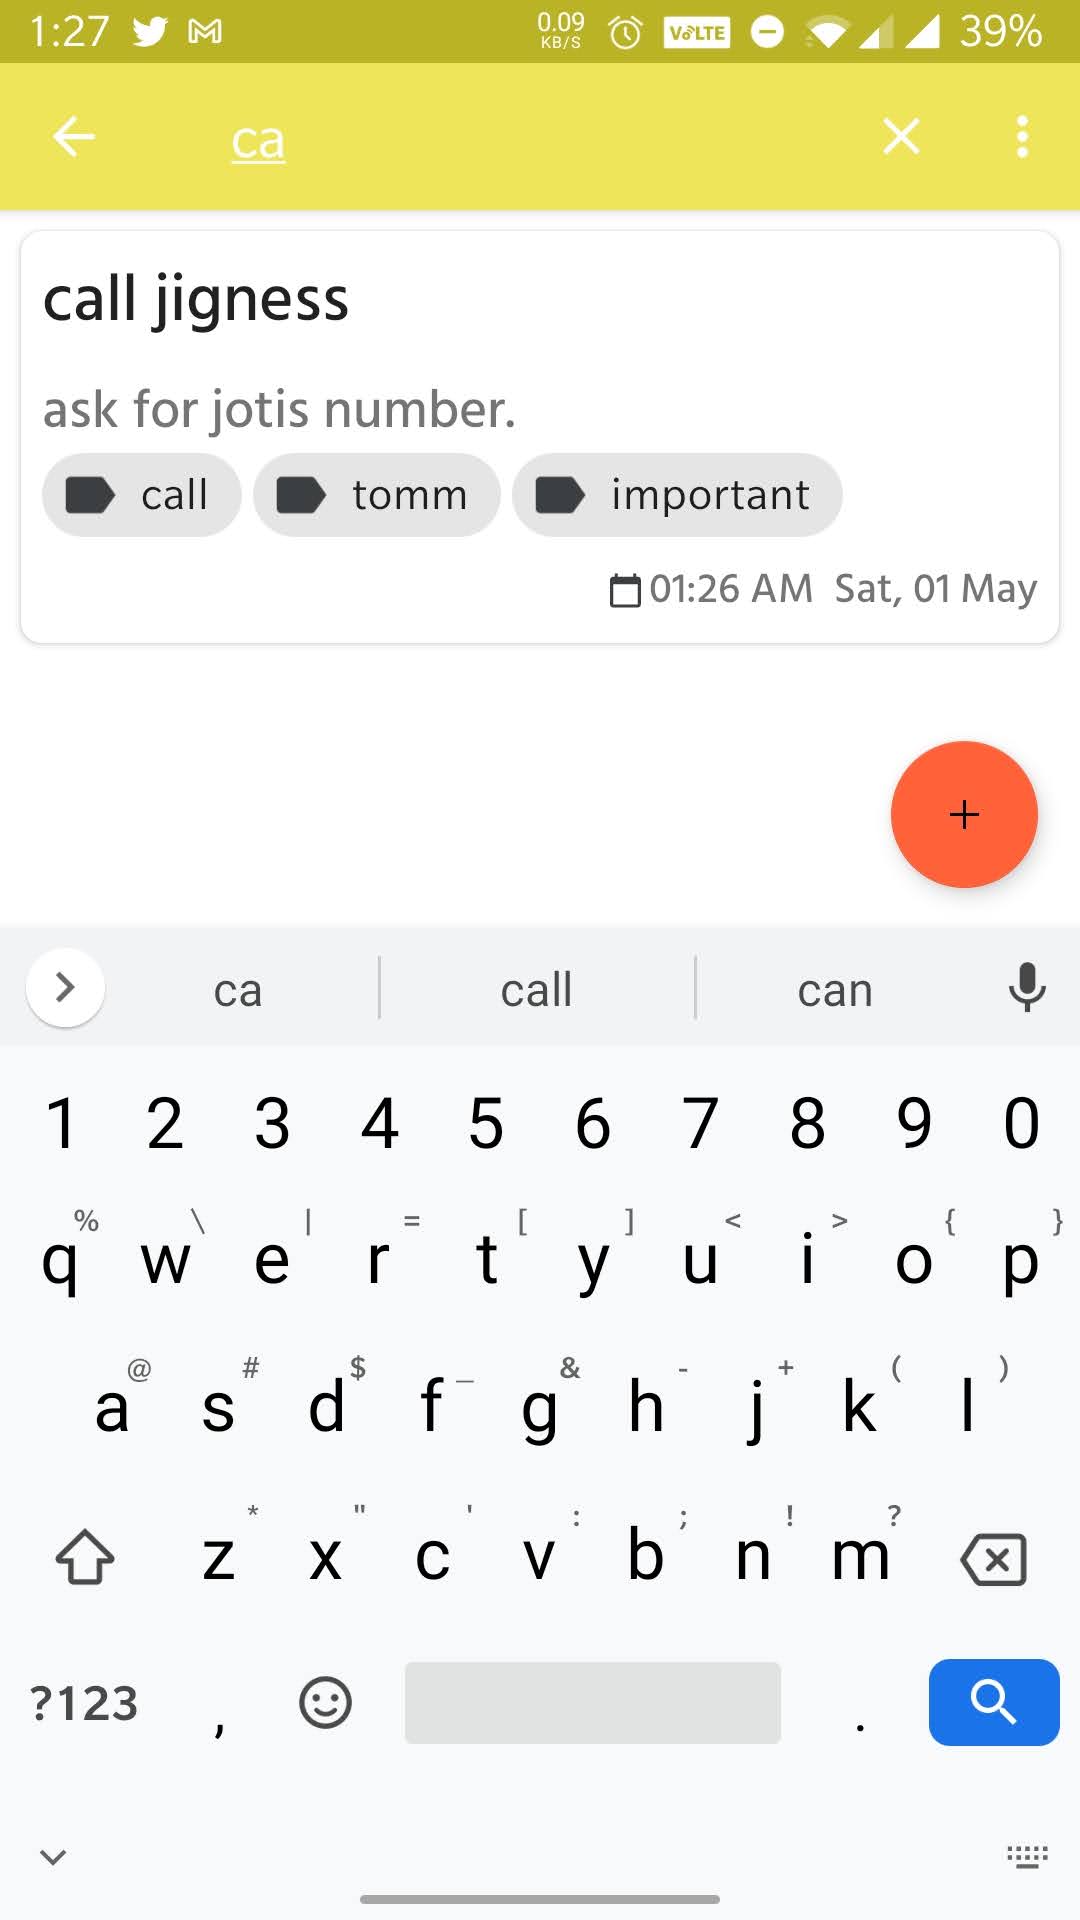 1:27 0.09 KB/S VoLTE 39%
ca
call jigness
ask for jotis number.
call tomm important
01:26 AM Sat, 01 May
+
ca call can
1 2 3 4 5 6 7 8 9 0
% \ | = [ ] < > { }
q w e r t y u i o p
@ # $ _ & - + ( )
a s d f g h j k l
* " ' : ; ! ?
z x c v b n m
?123 , .